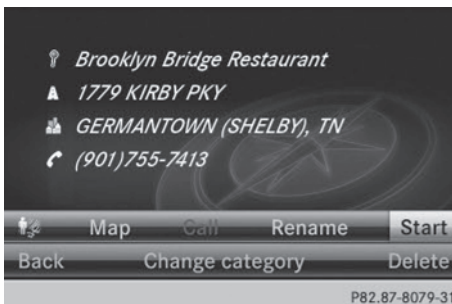 Brooklyn Bridge Restaurant
A 1779 KIRBY PKY
GERMANTOWN (SHELBY), TN
(901)755-7413
Map Call Rename Start
Back Change category Delete
P82.87-8079-31